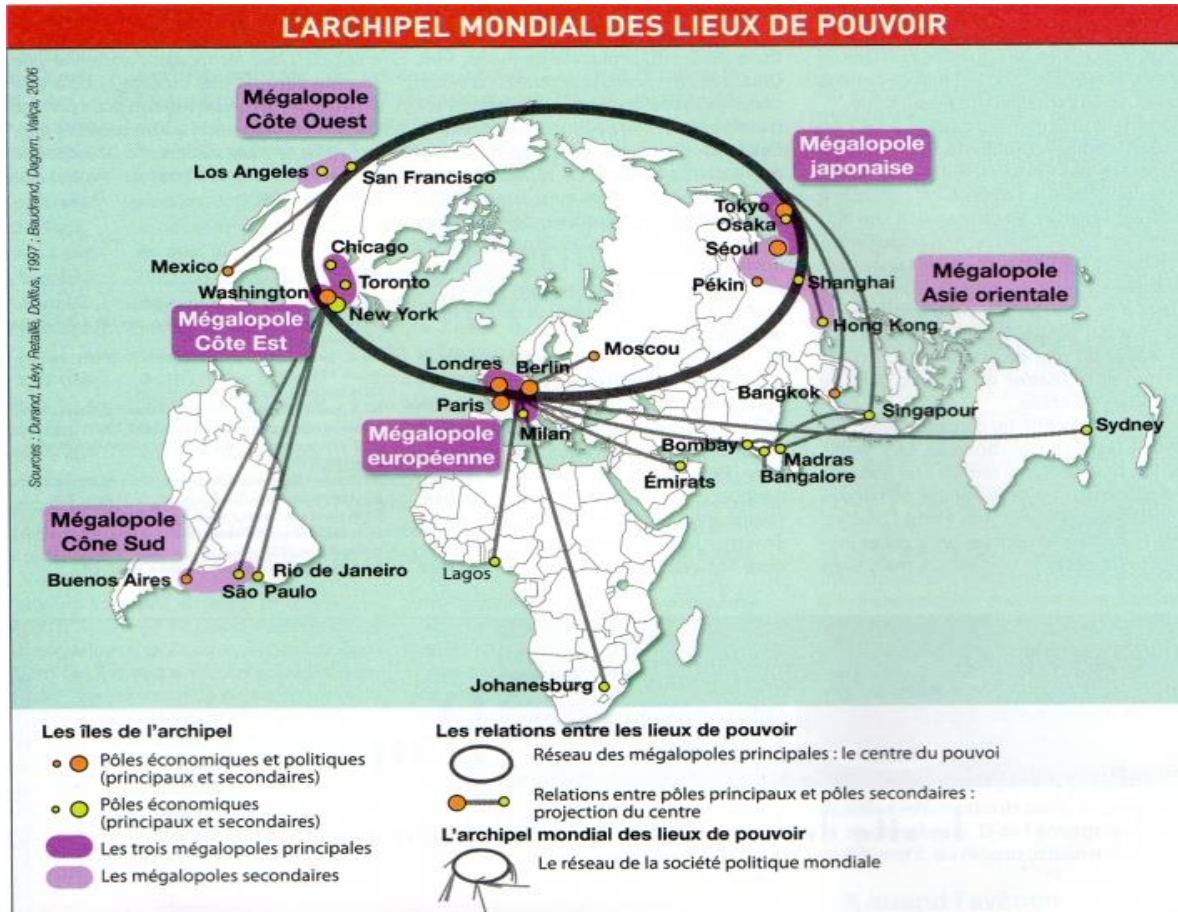 L'ARCHIPEL MONDIAL DES LIEUX DE POUVOIR
Sources : Durand, Lévy, Retaillé, Dolfus, 1997 ; Baudrand, Dagorn, Vailça, 2006
Mégalopole
Côte Ouest
Los Angeles
San Francisco
Mégalopole
japonaise
Tokyo
Osaka
Séoul
Mexico
Chicago
Toronto
Washington
New York
Mégalopole
Côte Est
Pékin
Shanghai
Mégalopole
Asie orientale
Hong Kong
Londres
Berlin
Moscou
Paris
Milan
Mégalopole
européenne
Bangkok
Singapour
Sydney
Bombay
Madras
Bangalore
Émirats
Mégalopole
Cône Sud
Buenos Aires
Rio de Janeiro
São Paulo
Lagos
Johanesburg
Les îles de l'archipel
Pôles économiques et politiques
(principaux et secondaires)
Pôles économiques
(principaux et secondaires)
Les trois mégalopoles principales
Les mégalopoles secondaires
Les relations entre les lieux de pouvoir
Réseau des mégalopoles principales : le centre du pouvoi
Relations entre pôles principaux et pôles secondaires :
projection du centre
L'archipel mondial des lieux de pouvoir
Le réseau de la société politique mondiale